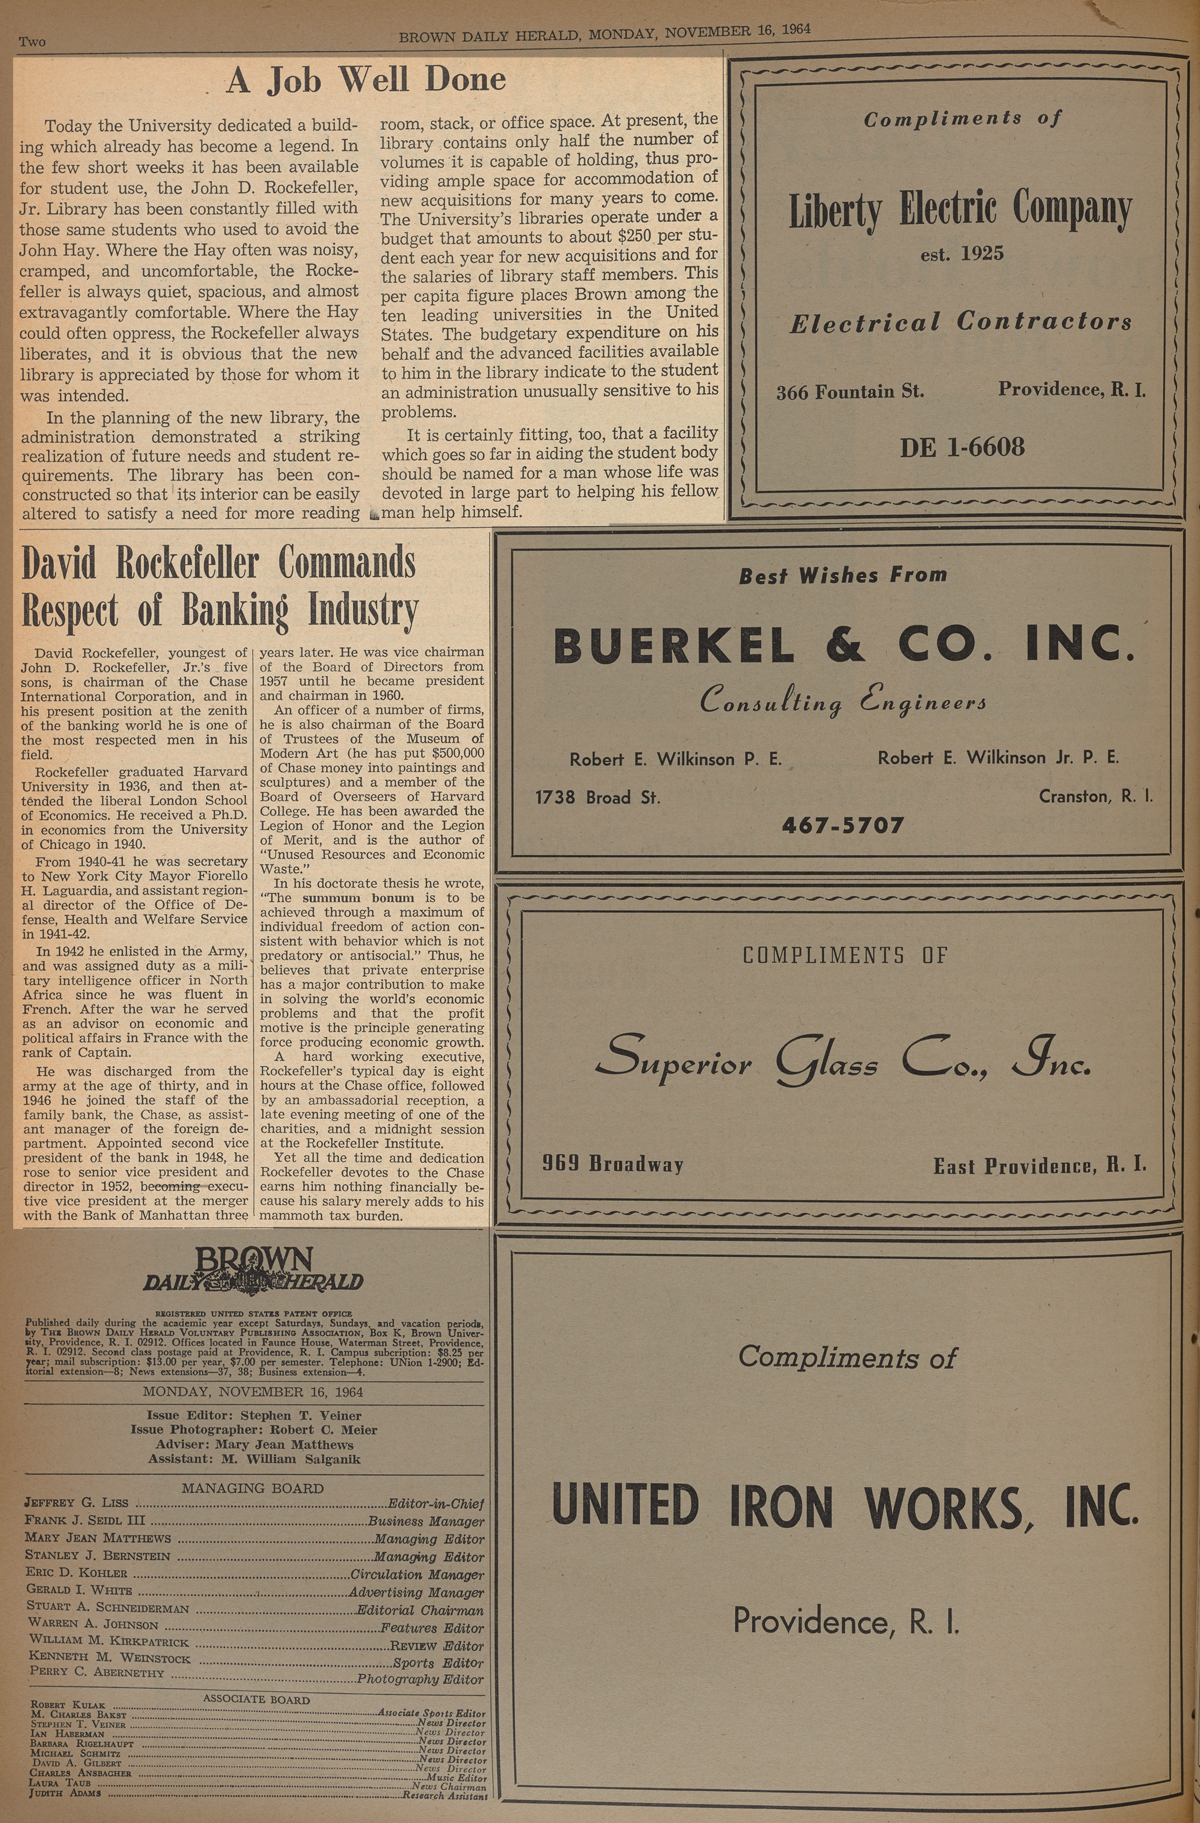 Two
BROWN DAILY HERALD, MONDAY, NOVEMBER 16, 1964
A Job Well Done
Today the University dedicated a build-
ing which already has become a legend. In
the few short weeks it has been available
for student use, the John D. Rockefeller,
Jr. Library has been constantly filled with
those same students who used to avoid the
John Hay. Where the Hay often was noisy,
cramped, and uncomfortable, the Rocke-
feller is always quiet, spacious, and almost
extravagantly comfortable. Where the Hay
could often oppress, the Rockefeller always
liberates, and it is obvious that the new
library is appreciated by those for whom it
was intended.
In the planning of the new library, the
administration demonstrated a striking
realization of future needs and student re-
quirements. The library has been con-
constructed so that its interior can be easily
altered to satisfy a need for more reading
room, stack, or office space. At present, the
library contains only half the number of
volumes it is capable of holding, thus pro-
viding ample space for accommodation of
new acquisitions for many years to come.
The University's libraries operate under a
budget that amounts to about $250 per stu-
dent each year for new acquisitions and for
the salaries of library staff members. This
per capita figure places Brown among the
ten leading universities in the United
States. The budgetary expenditure on his
behalf and the advanced facilities available
to him in the library indicate to the student
an administration unusually sensitive to his
problems.
It is certainly fitting, too, that a facility
which goes so far in aiding the student body
should be named for a man whose life was
devoted in large part to helping his fellow
man help himself.
Compliments of
Liberty Electric Company
est. 1925
Electrical Contractors
366 Fountain St. Providence, R. I.
DE 1-6608
David Rockefeller Commands
Respect of Banking Industry
David Rockefeller, youngest of
John D. Rockefeller, Jr.'s five
sons, is chairman of the Chase
International Corporation, and in
his present position at the zenith
of the banking world he is one of
the most respected men in his
field.
Rockefeller graduated Harvard
University in 1936, and then at-
tended the liberal London School
of Economics. He received a Ph.D.
in economics from the University
of Chicago in 1940.
From 1940-41 he was secretary
to New York City Mayor Fiorello
H. Laguardia, and assistant region-
al director of the Office of De-
fense, Health and Welfare Service
in 1941-42.
In 1942 he enlisted in the Army,
and was assigned duty as a mili-
tary intelligence officer in North
Africa since he was fluent in
French. After the war he served
as an advisor on economic and
political affairs in France with the
rank of Captain.
He was discharged from the
army at the age of thirty, and in
1946 he joined the staff of the
family bank, the Chase, as assist-
ant manager of the foreign de-
partment. Appointed second vice
president of the bank in 1948, he
rose to senior vice president and
director in 1952, becoming execu-
tive vice president at the merger
with the Bank of Manhattan three
years later. He was vice chairman
of the Board of Directors from
1957 until he became president
and chairman in 1960.
An officer of a number of firms,
he is also chairman of the Board
of Trustees of the Museum of
Modern Art (he has put $500,000
of Chase money into paintings and
sculptures) and a member of the
Board of Overseers of Harvard
College. He has been awarded the
Legion of Honor and the Legion
of Merit, and is the author of
"Unused Resources and Economic
Waste."
In his doctorate thesis he wrote,
"The summum bonum is to be
achieved through a maximum of
individual freedom of action con-
sistent with behavior which is not
predatory or antisocial." Thus, he
believes that private enterprise
has a major contribution to make
in solving the world's economic
problems and that the profit
motive is the principle generating
force producing economic growth.
A hard working executive,
Rockefeller's typical day is eight
hours at the Chase office, followed
by an ambassadorial reception, a
late evening meeting of one of the
charities, and a midnight session
at the Rockefeller Institute.
Yet all the time and dedication
Rockefeller devotes to the Chase
earns him nothing financially be-
cause his salary merely adds to his
mammoth tax burden.
Best Wishes From
BUERKEL & CO. INC.
Consulting Engineers
Robert E. Wilkinson P. E. Robert E. Wilkinson Jr. P. E.
1738 Broad St. Cranston, R. I.
467-5707
COMPLIMENTS OF
Superior Glass Co., Inc.
969 Broadway East Providence, R. I.
BROWN
DAILY HERALD
REGISTERED UNITED STATES PATENT OFFICE
Published daily during the academic year except Saturdays, Sundays, and vacation periods,
by THE BROWN DAILY HERALD VOLUNTARY PUBLISHING ASSOCIATION, Box K, Brown Univer-
sity, Providence, R. I. 02912. Offices located in Faunce House, Waterman Street, Providence,
R. I. 02912. Second class postage paid at Providence, R. I. Campus subcription: $8.25 per
year; mail subscription: $13.00 per year, $7.00 per semester. Telephone: UNion 1-2900; Ed-
itorial extension—8; News extensions—37, 38; Business extension—4.
MONDAY, NOVEMBER 16, 1964
Issue Editor: Stephen T. Veiner
Issue Photographer: Robert C. Meier
Adviser: Mary Jean Matthews
Assistant: M. William Salganik
MANAGING BOARD
JEFFREY G. LISS Editor-in-Chief
FRANK J. SEIDL III Business Manager
MARY JEAN MATTHEWS Managing Editor
STANLEY J. BERNSTEIN Managing Editor
ERIC D. KOHLER Circulation Manager
GERALD I. WHITE Advertising Manager
STUART A. SCHNEIDERMAN Editorial Chairman
WARREN A. JOHNSON Features Editor
WILLIAM M. KIRKPATRICK REVIEW Editor
KENNETH M. WEINSTOCK Sports Editor
PERRY C. ABERNETHY Photography Editor
ASSOCIATE BOARD
ROBERT KULAK Associate Sports Editor
M. CHARLES BAKST News Director
STEPHEN T. VEINER News Director
IAN HABERMAN News Director
BARBARA RIGELHAUPT News Director
MICHAEL SCHMITZ News Director
DAVID A. GILBERT News Director
CHARLES ANSBACHER Music Editor
LAURA TAUB News Chairman
JUDITH ADAMS Research Assistant
Compliments of
UNITED IRON WORKS, INC.
Providence, R. I.